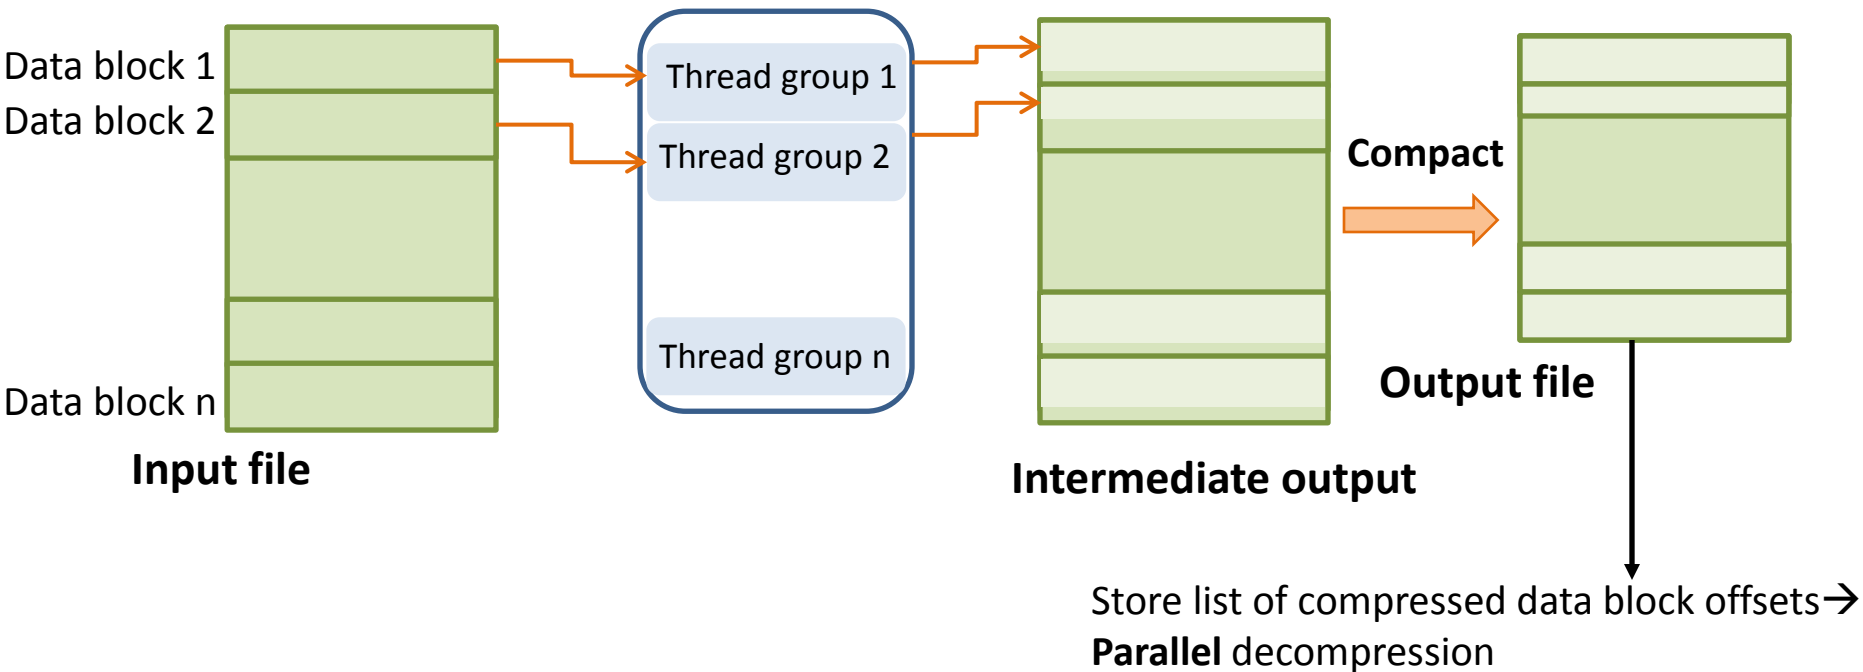 Data block 1
Data block 2
Data block n
Input file
Thread group 1
Thread group 2
Thread group n
Intermediate output
Compact
Output file
Store list of compressed data block offsets→
Parallel decompression